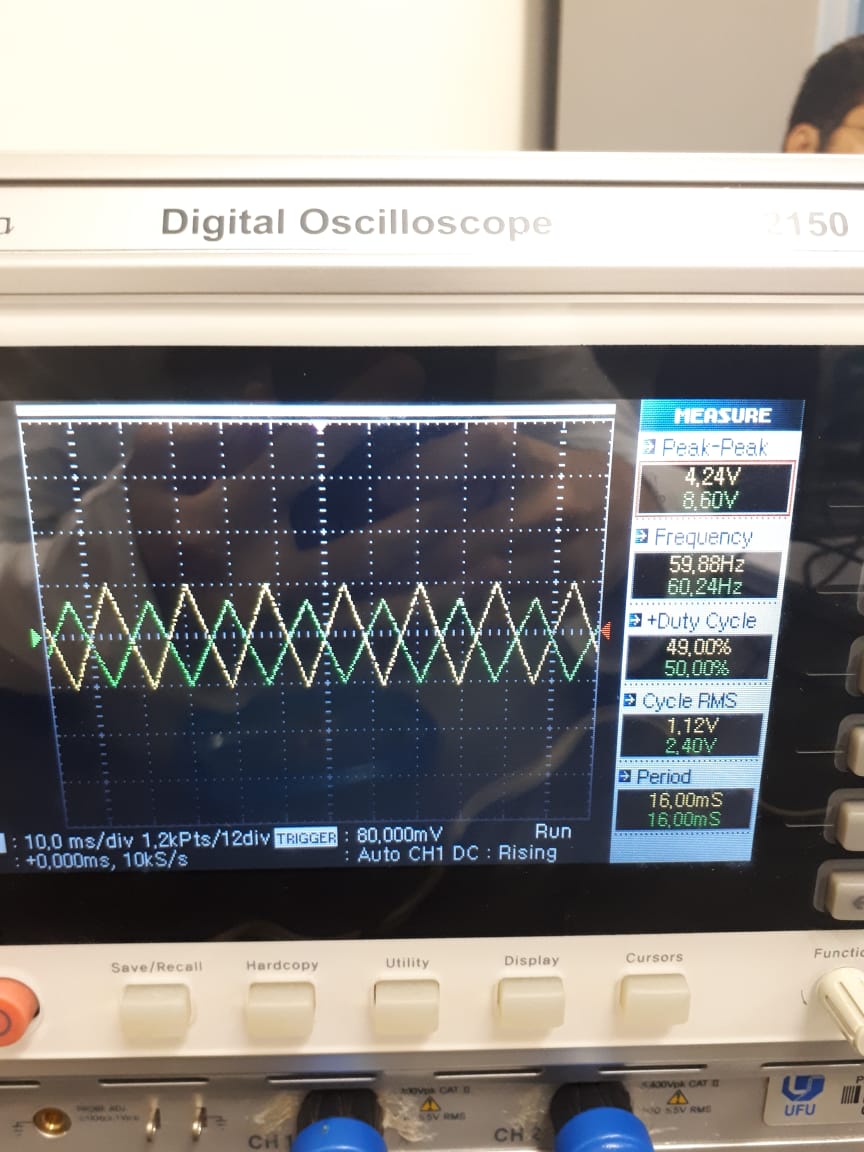 Digital Oscilloscope
2150
MEASURE
Peak-Peak
4,24V
8,60V
Frequency
59,88Hz
60,24Hz
+Duty Cycle
49,00%
50,00%
Cycle RMS
1,12V
2,40V
Period
16,00mS
16,00mS
: 10,0 ms/div 1,2kPts/12div TRIGGER : 80,000mV Run
: +0,000ms, 10kS/s : Auto CH1 DC : Rising
Save/Recall
Hardcopy
Utility
Display
Cursors
Functio
CH 1
CH 2
UFU